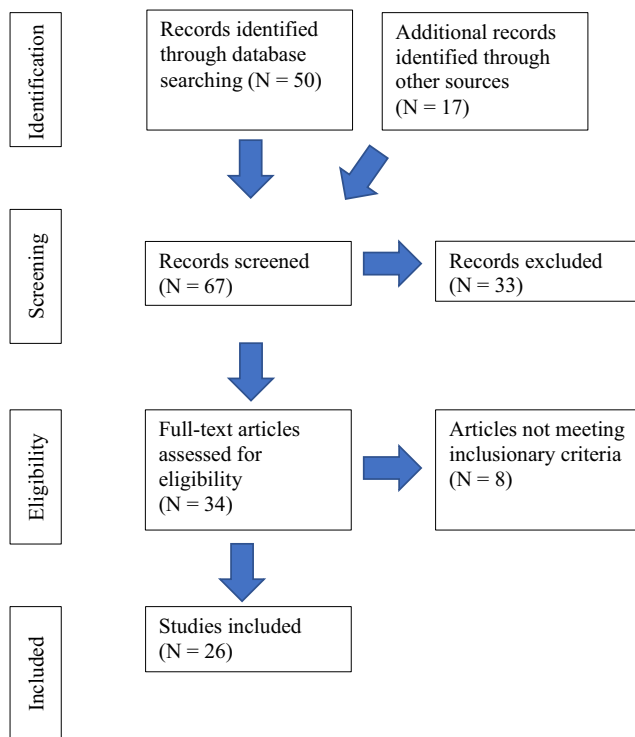 Identification
Records identified
through database
searching (N = 50)
Additional records
identified through
other sources
(N = 17)
Screening
Records screened
(N = 67)
Records excluded
(N = 33)
Eligibility
Full-text articles
assessed for
eligibility
(N = 34)
Articles not meeting
inclusionary criteria
(N = 8)
Included
Studies included
(N = 26)